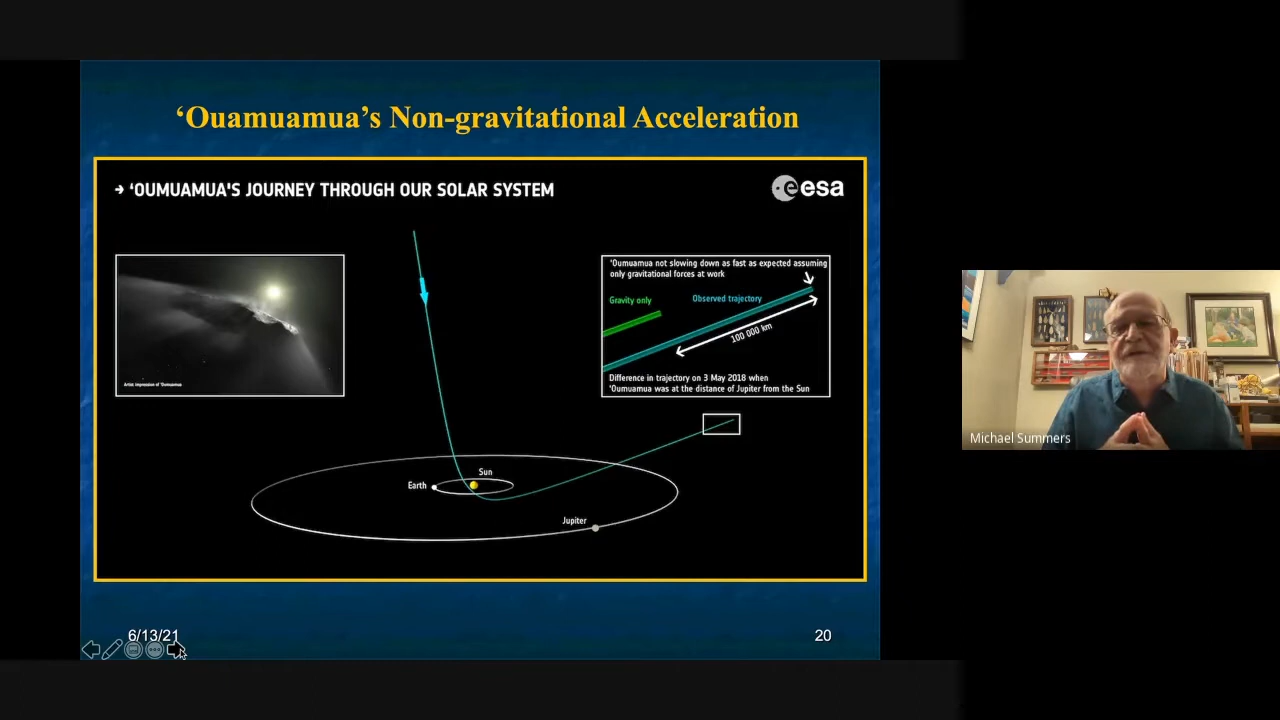 ‘Ouamuamua’s Non-gravitational Acceleration
→ ‘OUMUAMUA'S JOURNEY THROUGH OUR SOLAR SYSTEM
esa
Artist impression of ‘Oumuamua
‘Oumuamua not slowing down as fast as expected assuming
only gravitational forces at work
Gravity only
Observed trajectory
100 000 km
Difference in trajectory on 3 May 2018 when
‘Oumuamua was at the distance of Jupiter from the Sun
Sun
Earth
Jupiter
6/13/21
20
Michael Summers